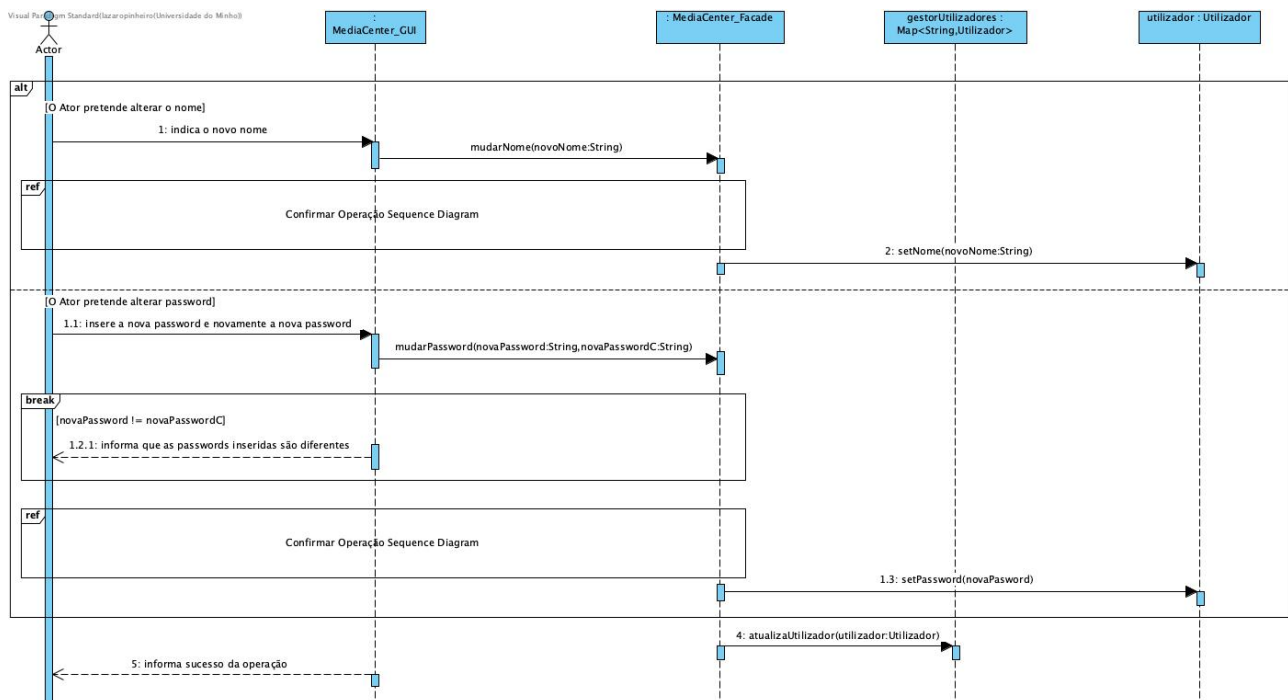 Visual Paradigm Standard(lazaropinheiro(Universidade do Minho))
Actor
:
MediaCenter_GUI
: MediaCenter_Facade
gestorUtilizadores :
Map<String,Utilizador>
utilizador : Utilizador
alt
[O Ator pretende alterar o nome]
1: indica o novo nome
mudarNome(novoNome:String)
ref
Confirmar Operação Sequence Diagram
2: setNome(novoNome:String)
[O Ator pretende alterar password]
1.1: insere a nova password e novamente a nova password
mudarPassword(novaPassword:String,novaPasswordC:String)
break
[novaPassword != novaPasswordC]
1.2.1: informa que as passwords inseridas são diferentes
ref
Confirmar Operação Sequence Diagram
1.3: setPassword(novaPasword)
4: atualizaUtilizador(utilizador:Utilizador)
5: informa sucesso da operação